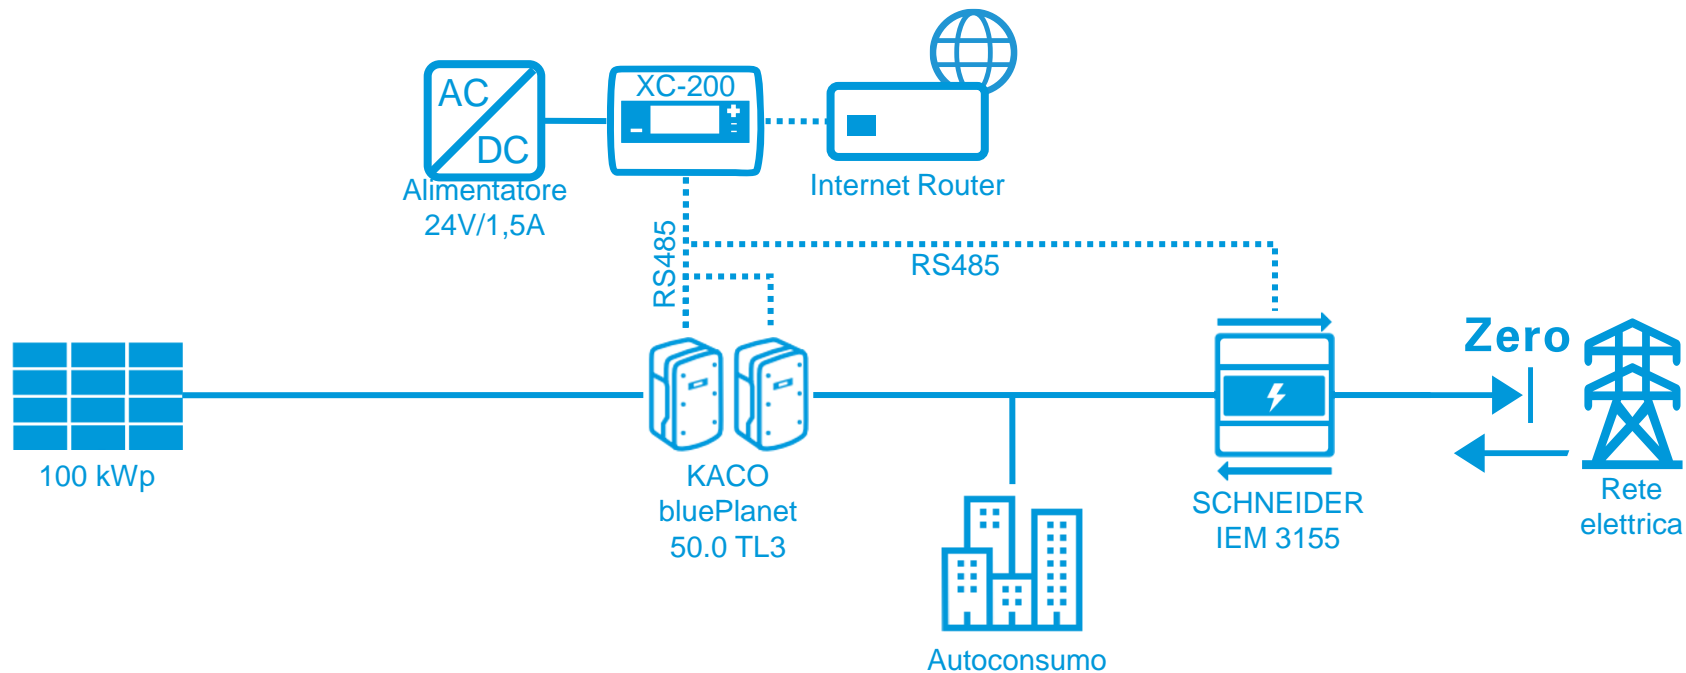 AC
DC
Alimentatore
24V/1,5A
XC-200
Internet Router
RS485
RS485
100 kWp
KACO
bluePlanet
50.0 TL3
Autoconsumo
SCHNEIDER
IEM 3155
Zero
Rete
elettrica